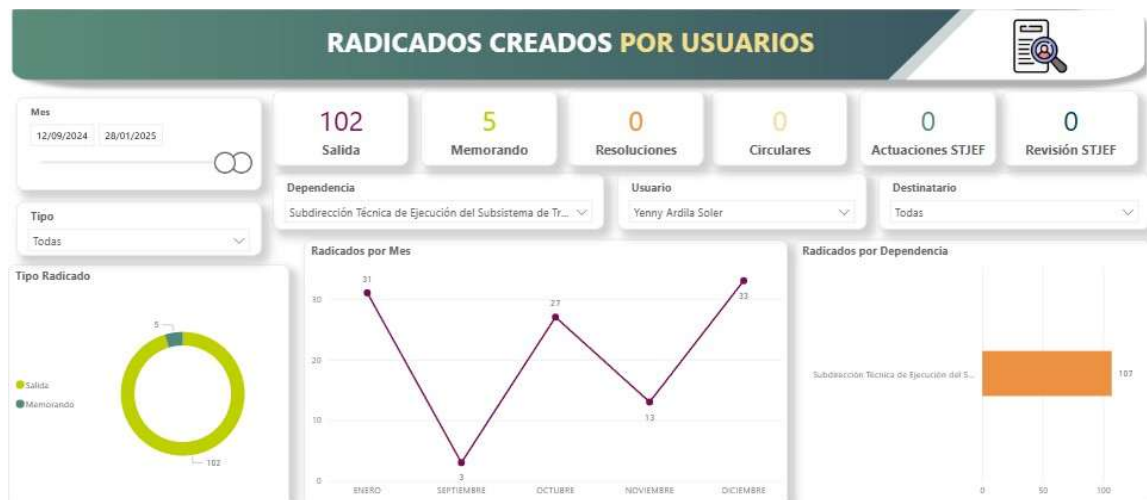 RADICADOS CREADOS POR USUARIOS
Mes
12/09/2024 28/01/2025
102
Salida
5
Memorando
0
Resoluciones
0
Circulares
0
Actuaciones STJEF
0
Revisión STJEF
Dependencia
Subdirección Técnica de Ejecución del Subsistema de Tr...
Usuario
Yenny Ardila Soler
Destinatario
Todas
Tipo
Todas
Tipo Radicado
5
Salida
Memorando
102
Radicados por Mes
31
30
27
33
20
13
10
3
0
ENERO SEPTIEMBRE OCTUBRE NOVIEMBRE DICIEMBRE
Radicados por Dependencia
Subdirección Técnica de Ejecución del S...
107
0 50 100